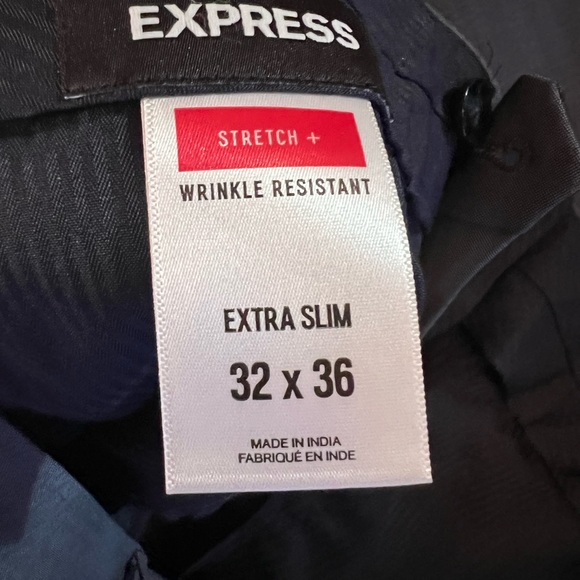 EXPRESS
STRETCH +
WRINKLE RESISTANT
EXTRA SLIM
32 x 36
MADE IN INDIA
FABRIQUÉ EN INDE